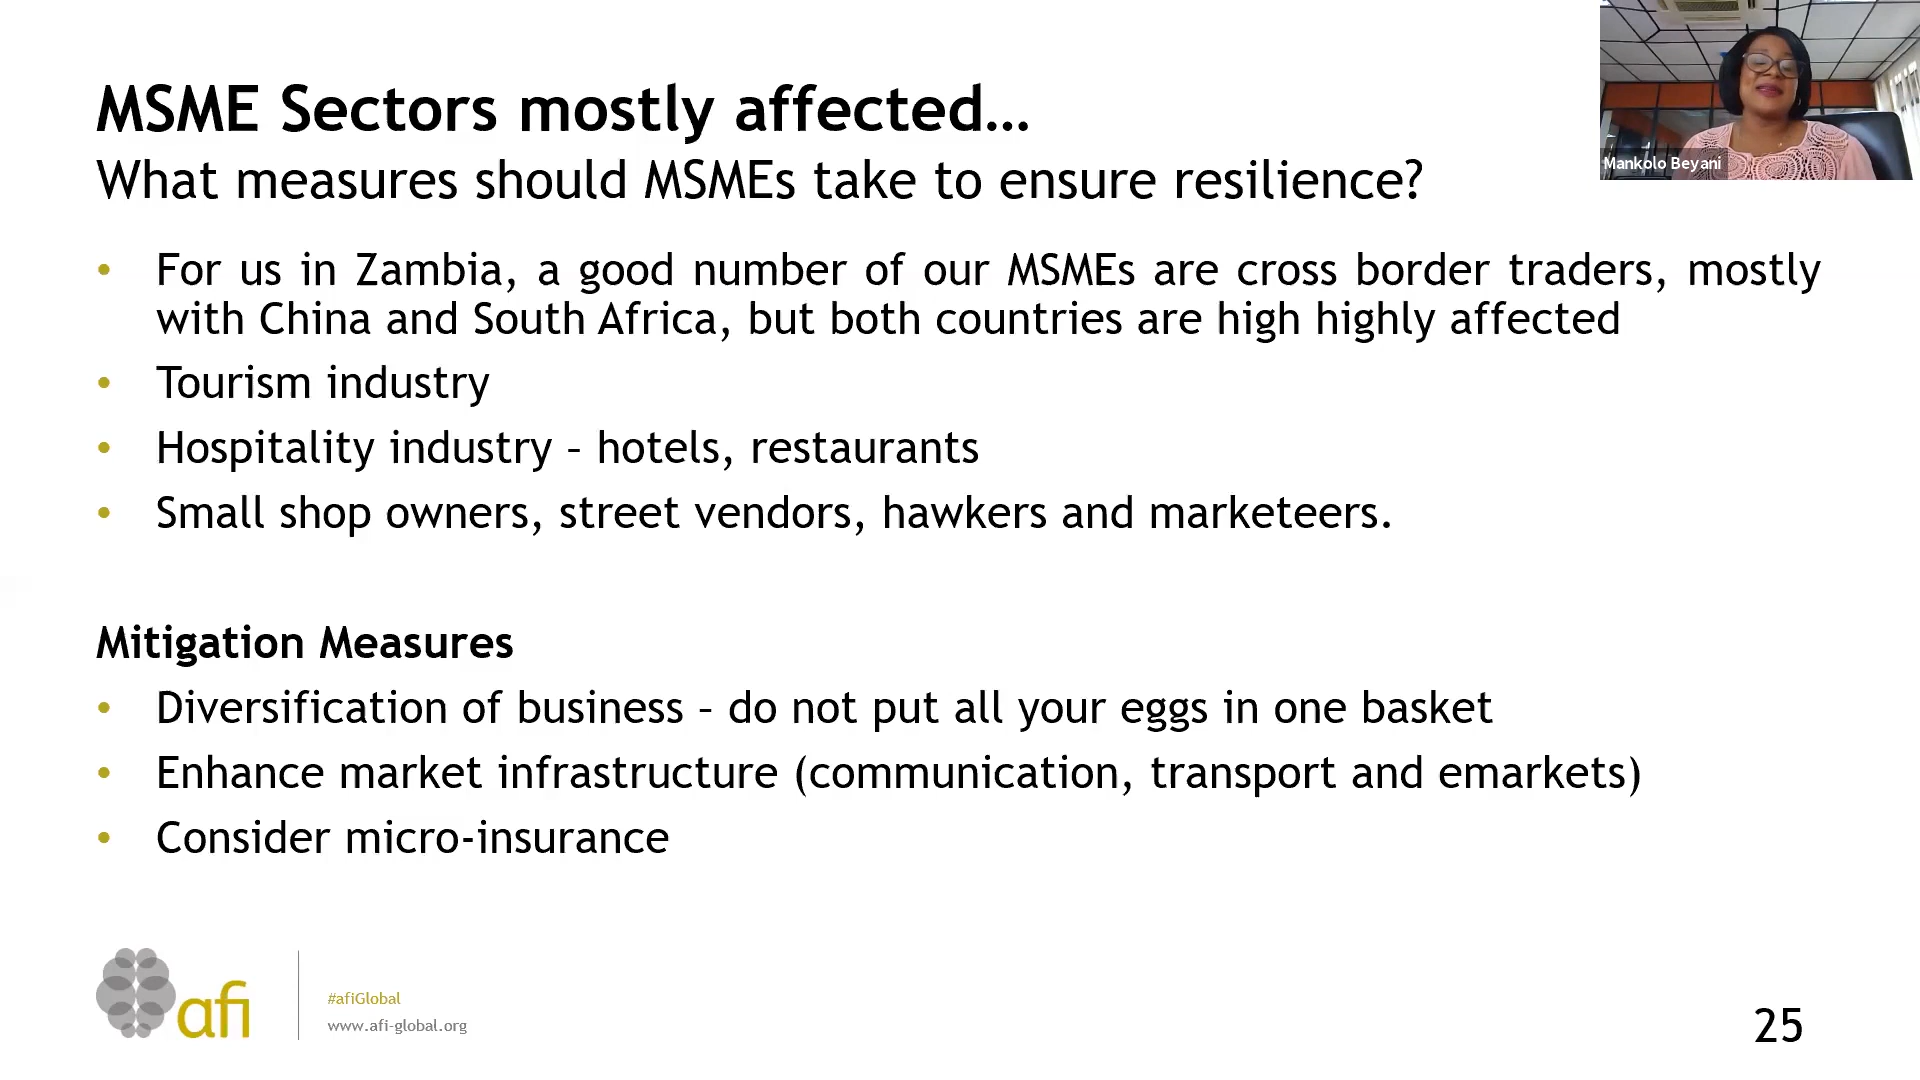 MSME Sectors mostly affected…
What measures should MSMEs take to ensure resilience?
Mankolo Beyani
• For us in Zambia, a good number of our MSMEs are cross border traders, mostly
with China and South Africa, but both countries are high highly affected
• Tourism industry
• Hospitality industry – hotels, restaurants
• Small shop owners, street vendors, hawkers and marketeers.
Mitigation Measures
• Diversification of business – do not put all your eggs in one basket
• Enhance market infrastructure (communication, transport and emarkets)
• Consider micro-insurance
afi
#afiGlobal
www.afi-global.org
25